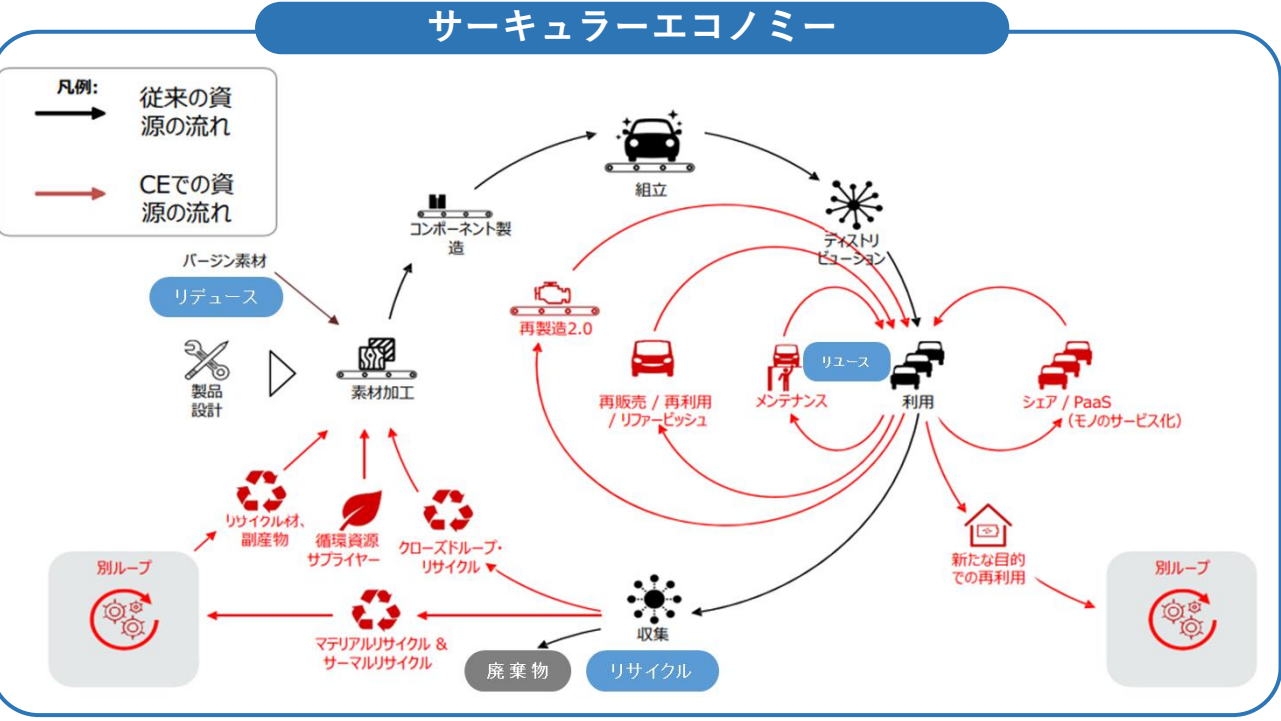 サーキュラーエコノミー
凡例:
従来の資
源の流れ
CEでの資
源の流れ
組立
コンポーネント製
造
ディストリ
ビューション
バージン素材
リデュース
再製造2.0
製品
設計
素材加工
再販売 / 再利用
/ リファービッシュ
メンテナンス
リユース
利用
シェア / PaaS
（モノのサービス化）
リサイクル材、
副産物
循環資源
サプライヤー
クローズドループ・
リサイクル
新たな目的
での再利用
別ループ
別ループ
マテリアルリサイクル &
サーマルリサイクル
収集
廃棄物
リサイクル